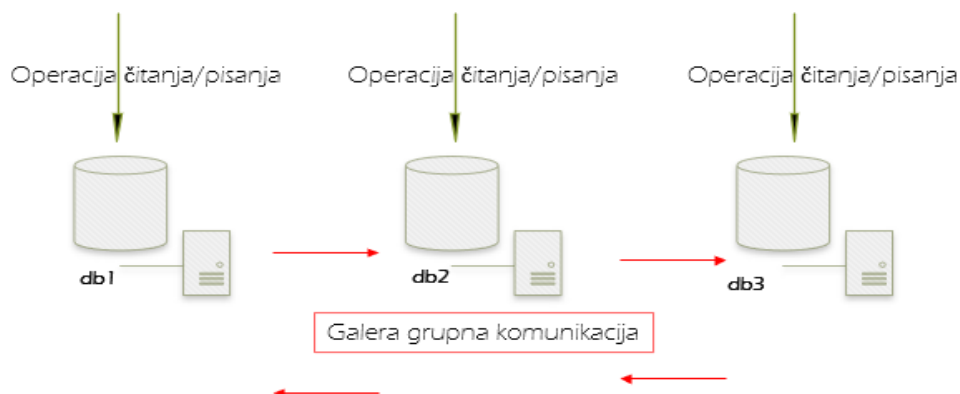 Operacija čitanja/pisanja
Operacija čitanja/pisanja
Operacija čitanja/pisanja
db1
db2
db3
Galera grupna komunikacija